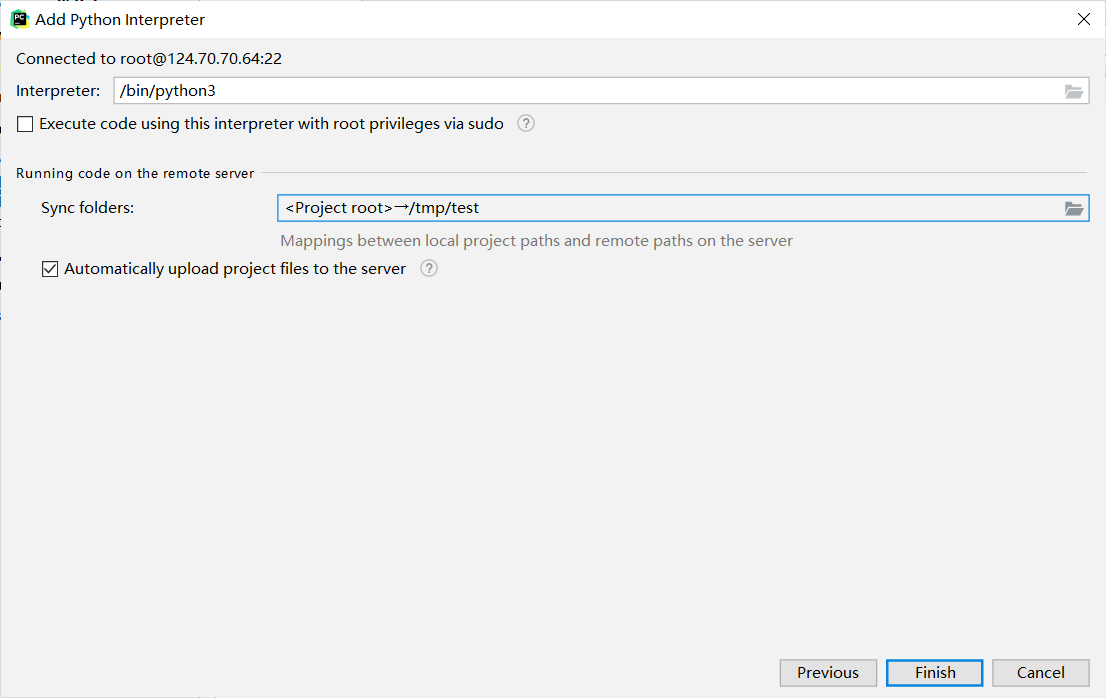 Add Python Interpreter
Connected to root@124.70.70.64:22
Interpreter: /bin/python3
Execute code using this interpreter with root privileges via sudo ?
Running code on the remote server
Sync folders: <Project root>→/tmp/test
Mappings between local project paths and remote paths on the server
Automatically upload project files to the server ?
Previous Finish Cancel